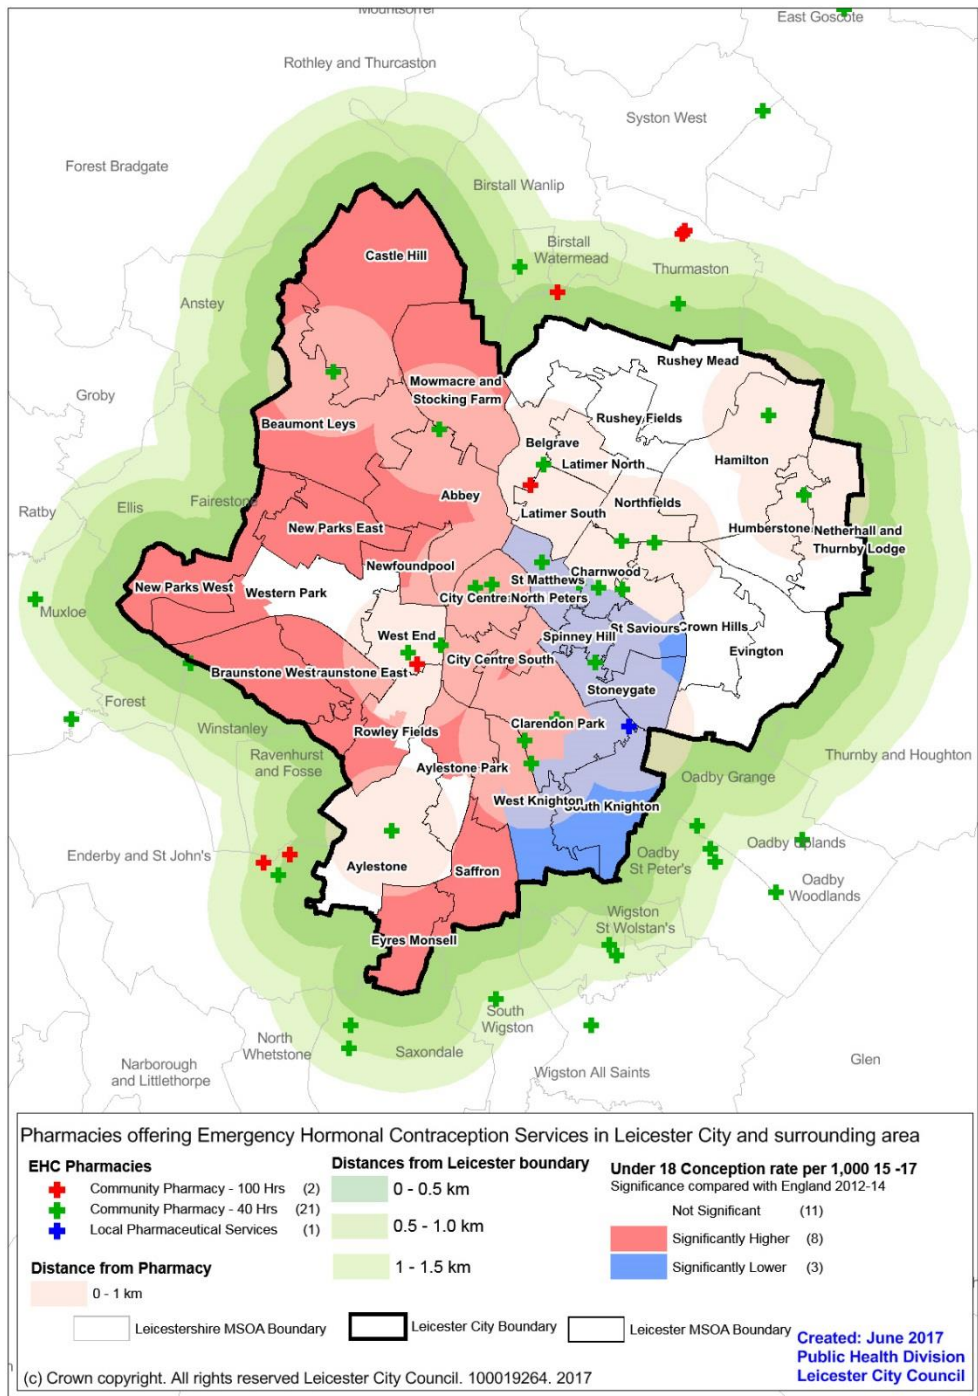 Mountsorrel
East Goscote
Rothley and Thurcaston
Syston West
Forest Bradgate
Birstall Wanlip
Birstall
Watermead
Thurmaston
Castle Hill
Anstey
Rushey Mead
Mowmacre and
Stocking Farm
Groby
Beaumont Leys
Rushey Fields
Belgrave
Latimer North
Hamilton
Abbey
Fairestone
Ellis
Ratby
Northfields
Latimer South
New Parks East
Humberstone
Netherhall and
Thurnby Lodge
Newfoundpool
Charnwood
St Matthews
New Parks West
Western Park
City Centre North
St Peters
Muxloe
St Saviours
Crown Hills
West End
Spinney Hill
Evington
City Centre South
Braunstone West
Braunstone East
Stoneygate
Forest
Clarendon Park
Winstanley
Rowley Fields
Ravenhurst
and Fosse
Thurnby and Houghton
Aylestone Park
Oadby Grange
West Knighton
South Knighton
Oadby Uplands
Enderby and St John's
Oadby
St Peter's
Aylestone
Saffron
Oadby
Woodlands
Wigston
St Wolstan's
Eyres Monsell
South
Wigston
North
Whetstone
Saxondale
Glen
Narborough
and Littlethorpe
Wigston All Saints
Pharmacies offering Emergency Hormonal Contraception Services in Leicester City and surrounding area
EHC Pharmacies
Community Pharmacy - 100 Hrs (2)
Community Pharmacy - 40 Hrs (21)
Local Pharmaceutical Services (1)
Distance from Pharmacy
0 - 1 km
Distances from Leicester boundary
0 - 0.5 km
0.5 - 1.0 km
1 - 1.5 km
Under 18 Conception rate per 1,000 15 -17
Significance compared with England 2012-14
Not Significant (11)
Significantly Higher (8)
Significantly Lower (3)
Leicestershire MSOA Boundary
Leicester City Boundary
Leicester MSOA Boundary
Created: June 2017
Public Health Division
Leicester City Council
(c) Crown copyright. All rights reserved Leicester City Council. 100019264. 2017